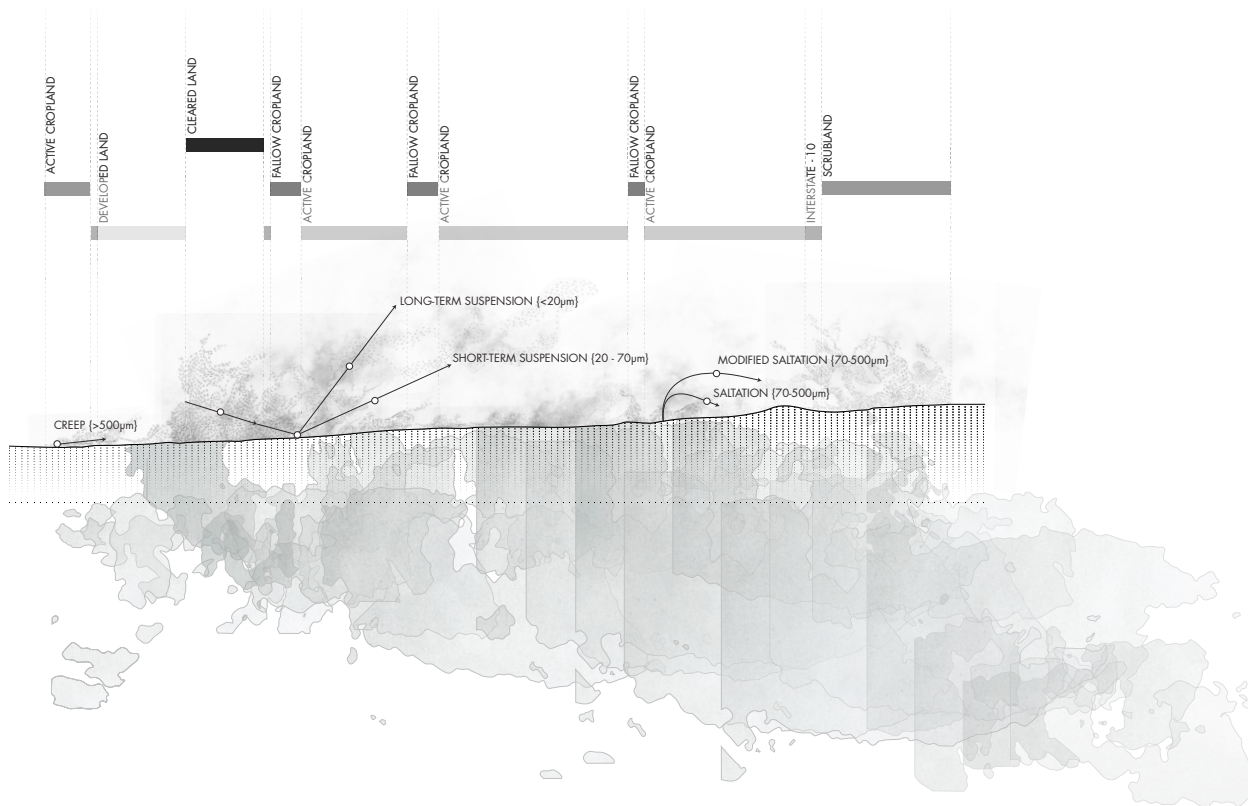 ACTIVE CROPLAND
DEVELOPED LAND
CLEARED LAND
FALLOW CROPLAND
ACTIVE CROPLAND
FALLOW CROPLAND
ACTIVE CROPLAND
FALLOW CROPLAND
ACTIVE CROPLAND
INTERSTATE - 10
SCRUBLAND
LONG-TERM SUSPENSION {<20µm}
SHORT-TERM SUSPENSION {20 - 70µm}
MODIFIED SALTATION {70-500µm}
SALTATION {70-500µm}
CREEP {>500µm}